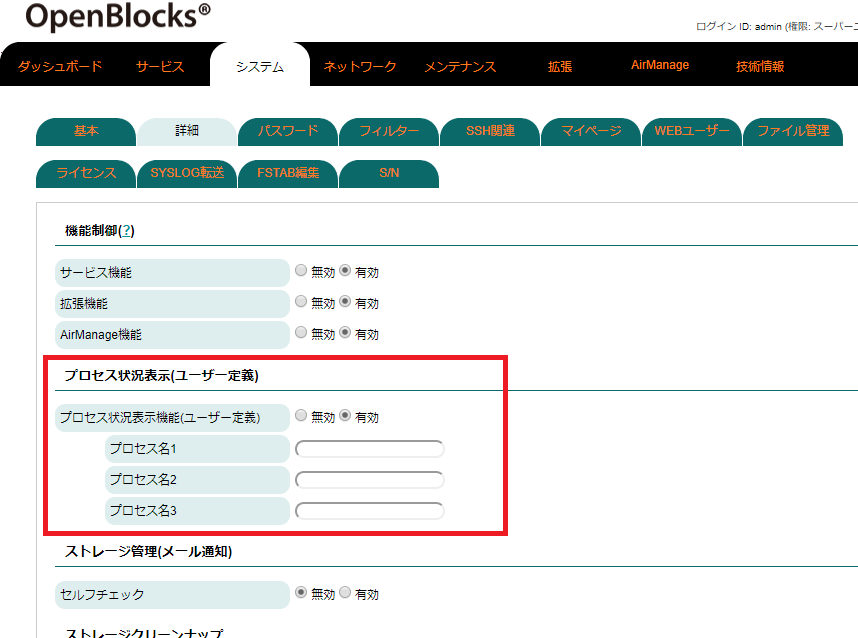 OpenBlocks®
ログイン ID: admin (権限: スーパー
ダッシュボード サービス システム ネットワーク メンテナンス 拡張 AirManage 技術情報
基本 詳細 パスワード フィルター SSH関連 マイページ WEBユーザー ファイル管理
ライセンス SYSLOG転送 FSTAB編集 S/N
機能制御(?)
サービス機能 無効 有効
拡張機能 無効 有効
AirManage機能 無効 有効
プロセス状況表示(ユーザー定義)
プロセス状況表示機能(ユーザー定義) 無効 有効
プロセス名1
プロセス名2
プロセス名3
ストレージ管理(メール通知)
セルフチェック 無効 有効
ストレージクリーンナップ